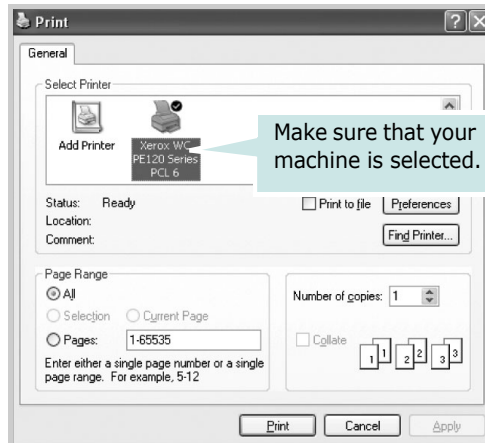 Print
General
Select Printer
Add Printer
Xerox WC
PE120 Series
PCL 6
Make sure that your
machine is selected.
Status: Ready
Location:
Comment:
Print to file
Preferences
Find Printer...
Page Range
All
Selection
Current Page
Pages: 1-65535
Enter either a single page number or a single
page range. For example, 5-12
Number of copies: 1
Collate
1 1 2 2 3 3
Print
Cancel
Apply